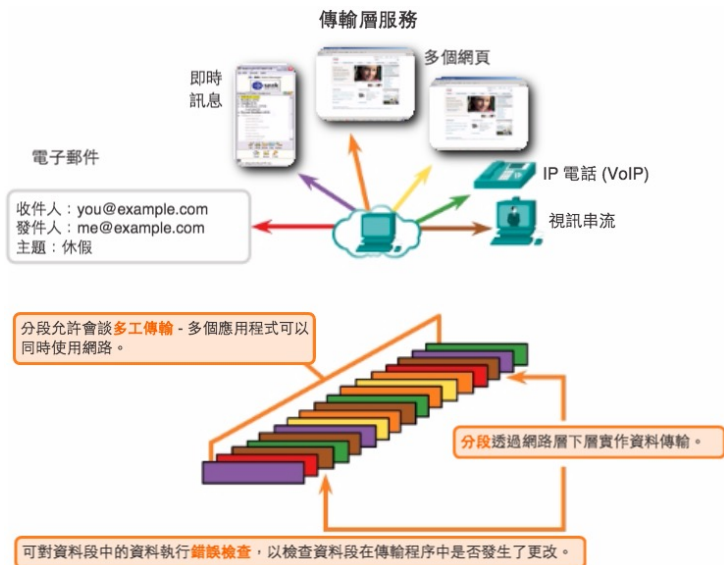 傳輸層服務
即時
訊息
多個網頁
電子郵件
IP 電話 (VoIP)
收件人：you@example.com
發件人：me@example.com
主題：休假
視訊串流
分段允許會談多工傳輸 - 多個應用程式可以
同時使用網路。
分段透過網路層下層實作資料傳輸。
可對資料段中的資料執行錯誤檢查，以檢查資料段在傳輸程序中是否發生了更改。